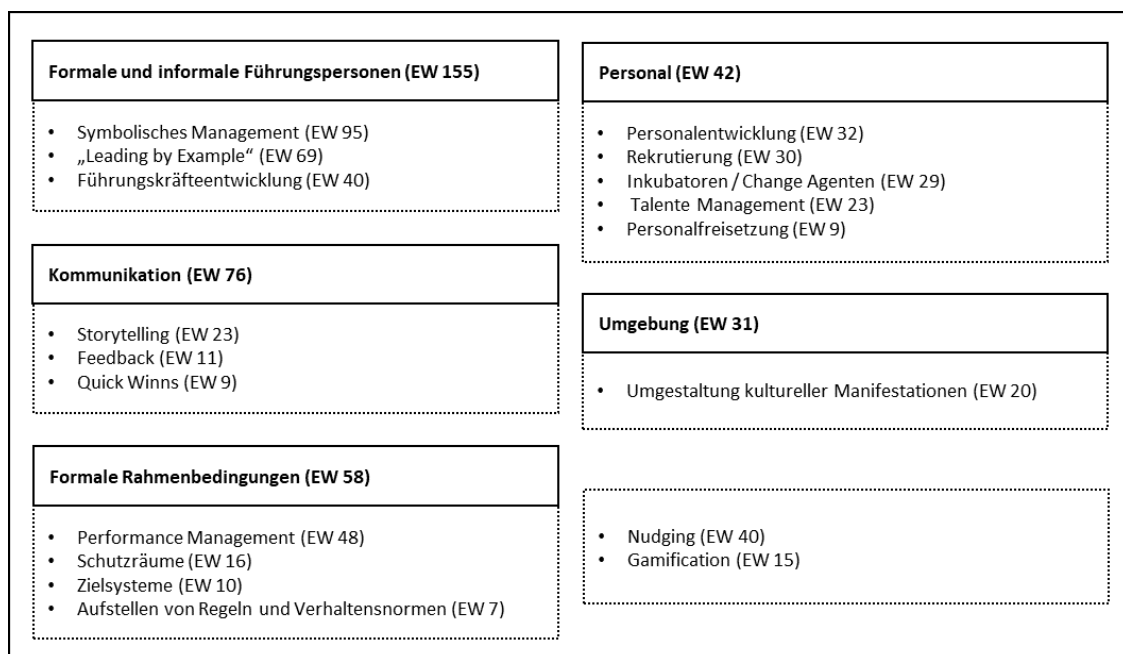 Formale und informale Führungspersonen (EW 155)
• Symbolisches Management (EW 95)
• „Leading by Example“ (EW 69)
• Führungskräfteentwicklung (EW 40)
Kommunikation (EW 76)
• Storytelling (EW 23)
• Feedback (EW 11)
• Quick Winns (EW 9)
Formale Rahmenbedingungen (EW 58)
• Performance Management (EW 48)
• Schutzräume (EW 16)
• Zielsysteme (EW 10)
• Aufstellen von Regeln und Verhaltensnormen (EW 7)
Personal (EW 42)
• Personalentwicklung (EW 32)
• Rekrutierung (EW 30)
• Inkubatoren / Change Agenten (EW 29)
• Talente Management (EW 23)
• Personalfreisetzung (EW 9)
Umgebung (EW 31)
• Umgestaltung kultureller Manifestationen (EW 20)
• Nudging (EW 40)
• Gamification (EW 15)